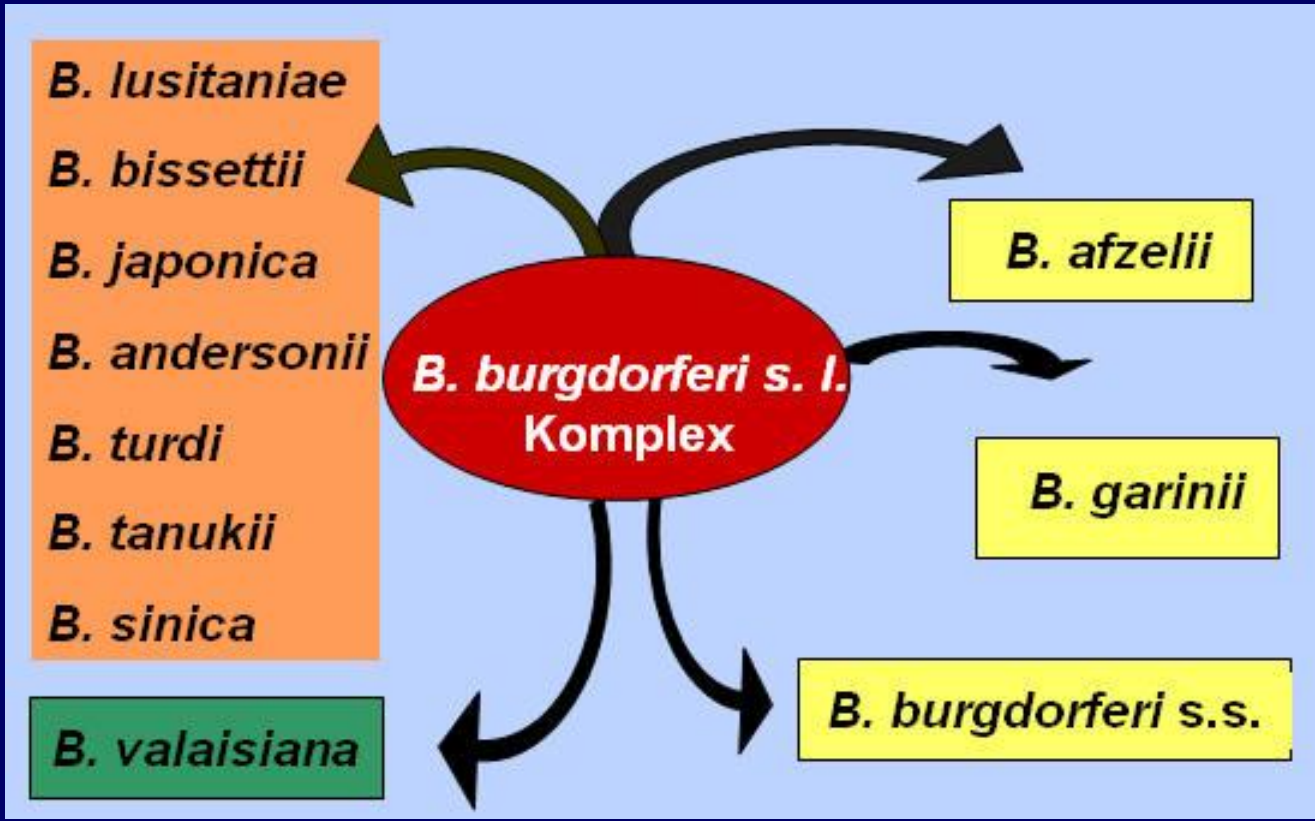 B. lusitaniae
B. bissettii
B. japonica
B. andersonii
B. turdi
B. tanukii
B. sinica
B. valaisiana
B. burgdorferi s. l.
Komplex
B. afzelii
B. garinii
B. burgdorferi s.s.